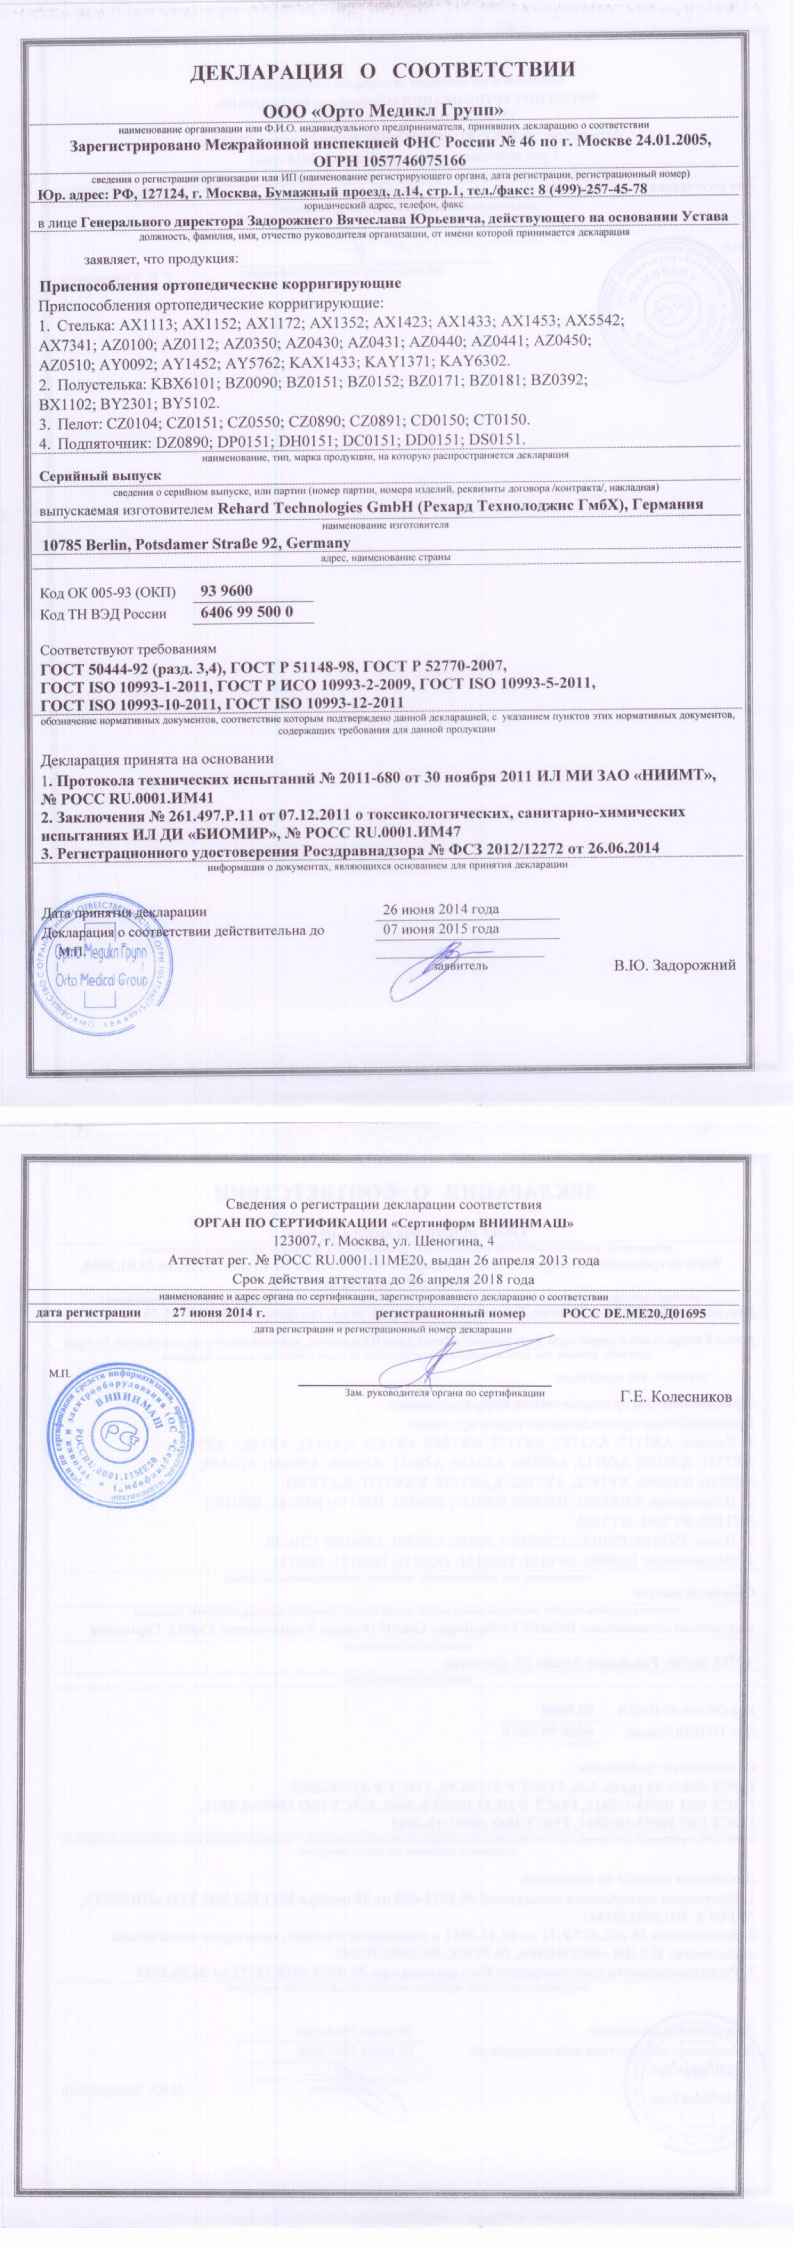 ДЕКЛАРАЦИЯ О СООТВЕТСТВИИ
ООО «Орто Медикл Групп»
наименование организации или Ф.И.О. индивидуального предпринимателя, принявших декларацию о соответствии
Зарегистрировано Межрайонной инспекцией ФНС России № 46 по г. Москве 24.01.2005,
ОГРН 1057746075166
сведения о регистрации организации или ИП (наименование регистрирующего органа, дата регистрации, регистрационный номер)
Юр. адрес: РФ, 127124, г. Москва, Бумажный проезд, д.14, стр.1, тел./факс: 8 (499)-257-45-78
юридический адрес, телефон, факс
в лице Генерального директора Задорожнего Вячеслава Юрьевича, действующего на основании Устава
должность, фамилия, имя, отчество руководителя организации, от имени которой принимается декларация
заявляет, что продукция:
Приспособления ортопедические корригирующие
Приспособления ортопедические корригирующие:
1. Стелька: AX1113; AX1152; AX1172; AX1352; AX1423; AX1433; AX1453; AX5542;
AX7341; AZ0100; AZ0112; AZ0350; AZ0430; AZ0431; AZ0440; AZ0441; AZ0450;
AZ0510; AY0092; AY1452; AY5762; KAX1433; KAY1371; KAY6302.
2. Полустелька: KBX6101; BZ0090; BZ0151; BZ0152; BZ0171; BZ0181; BZ0392;
BX1102; BY2301; BY5102.
3. Пелот: CZ0104; CZ0151; CZ0550; CZ0890; CZ0891; CD0150; CT0150.
4. Подпяточник: DZ0890; DP0151; DH0151; DC0151; DD0151; DS0151.
наименование, тип, марка продукции, на которую распространяется декларация
Серийный выпуск
сведения о серийном выпуске, или партии (номер партии, номера изделий, реквизиты договора /контракта/, накладная)
выпускаемая изготовителем Rehard Technologies GmbH (Рехард Технолоджис ГмбХ), Германия
наименование изготовителя
10785 Berlin, Potsdamer Straße 92, Germany
адрес, наименование страны
Код ОК 005-93 (ОКП) 93 9600
Код ТН ВЭД России 6406 99 500 0
Соответствуют требованиям
ГОСТ 50444-92 (разд. 3,4), ГОСТ Р 51148-98, ГОСТ Р 52770-2007,
ГОСТ ISO 10993-1-2011, ГОСТ Р ИСО 10993-2-2009, ГОСТ ISO 10993-5-2011,
ГОСТ ISO 10993-10-2011, ГОСТ ISO 10993-12-2011
обозначение нормативных документов, соответствие которым подтверждено данной декларацией, с указанием пунктов этих нормативных документов,
содержащих требования для данной продукции
Декларация принята на основании
1. Протокола технических испытаний № 2011-680 от 30 ноября 2011 ИЛ МИ ЗАО «НИИМТ»,
№ РОСС RU.0001.ИМ41
2. Заключения № 261.497.Р.11 от 07.12.2011 о токсикологических, санитарно-химических
испытаниях ИЛ ДИ «БИОМИР», № РОСС RU.0001.ИМ47
3. Регистрационного удостоверения Росздравнадзора № ФСЗ 2012/12272 от 26.06.2014
информация о документах, являющихся основанием для принятия декларации
Дата принятия декларации 26 июня 2014 года
Декларация о соответствии действительна до 07 июня 2015 года
М.П.
Орто Медикл Групп
Orto Medical Group
заявитель
В.Ю. Задорожний
Сведения о регистрации декларации соответствия
ОРГАН ПО СЕРТИФИКАЦИИ «Сертинформ ВНИИНМАШ»
123007, г. Москва, ул. Шеногина, 4
Аттестат рег. № РОСС RU.0001.11МЕ20, выдан 26 апреля 2013 года
Срок действия аттестата до 26 апреля 2018 года
наименование и адрес органа по сертификации, зарегистрировавшего декларацию о соответствии
дата регистрации 27 июня 2014 г. регистрационный номер РОСС DE.МЕ20.Д01695
дата регистрации и регистрационный номер декларации
М.П.
Зам. руководителя органа по сертификации
Г.Е. Колесников
ВНИИНМАШ
РОСС RU.0001.11МЕ20